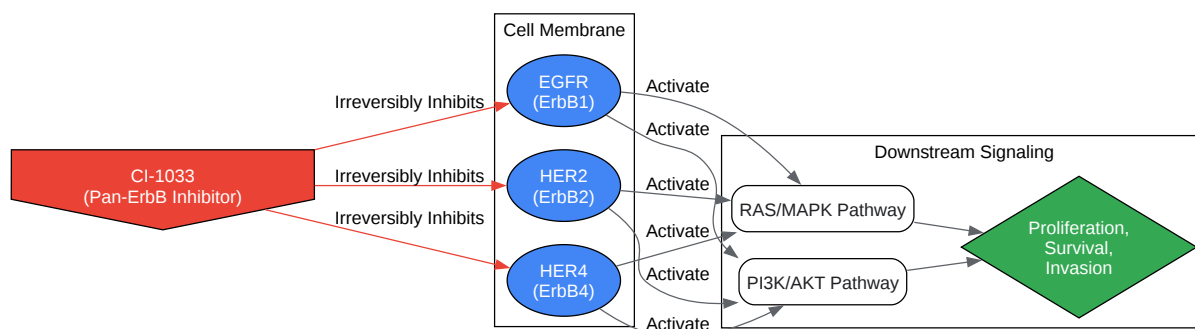 Cell Membrane
EGFR
(ErbB1)
Activate
Irreversibly Inhibits
Activate
Downstream Signaling
CI-1033
(Pan-ErbB Inhibitor)
Irreversibly Inhibits
HER2
(ErbB2)
Activate
RAS/MAPK Pathway
Irreversibly Inhibits
Activate
Proliferation,
Survival,
Invasion
HER4
(ErbB4)
Activate
PI3K/AKT Pathway
Activate